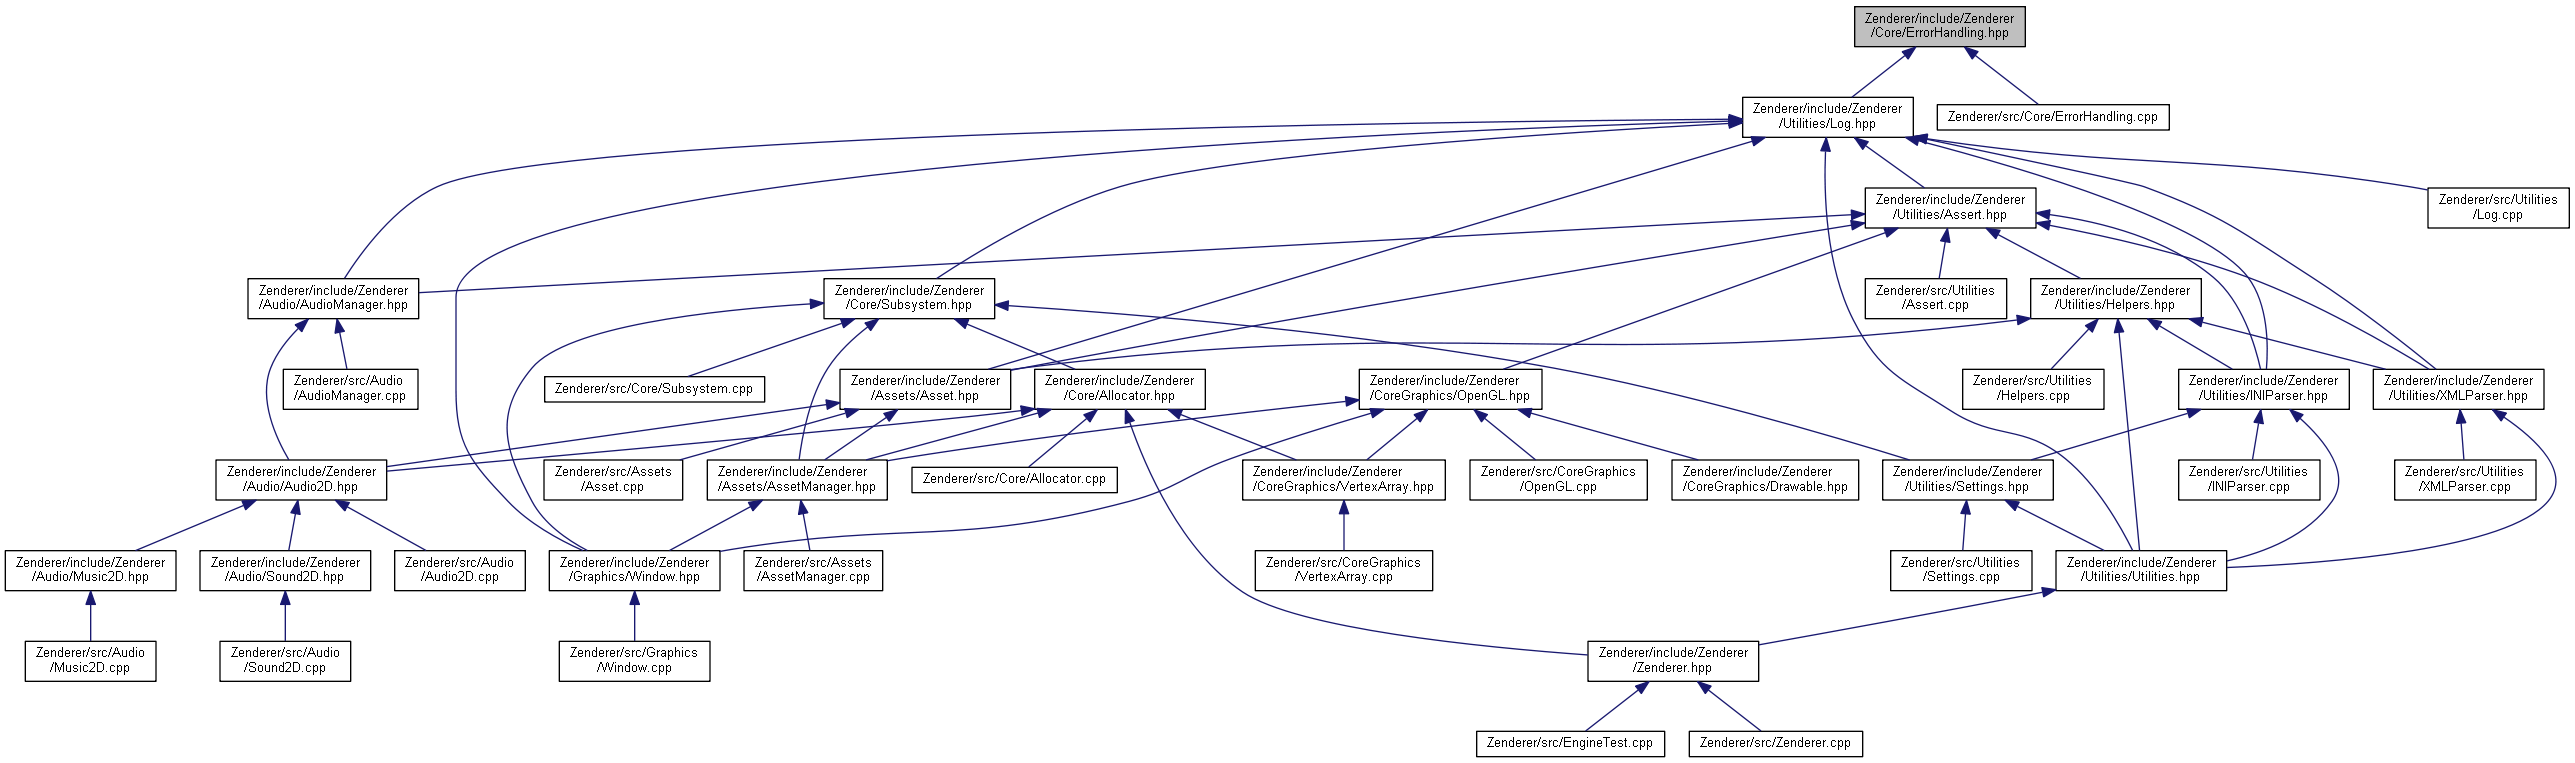 Zenderer/include/Zenderer
/Core/ErrorHandling.hpp
Zenderer/include/Zenderer
/Utilities/Log.hpp
Zenderer/src/Core/ErrorHandling.cpp
Zenderer/include/Zenderer
/Utilities/Assert.hpp
Zenderer/src/Utilities
/Log.cpp
Zenderer/include/Zenderer
/Audio/AudioManager.hpp
Zenderer/include/Zenderer
/Core/Subsystem.hpp
Zenderer/src/Utilities
/Assert.cpp
Zenderer/include/Zenderer
/Utilities/Helpers.hpp
Zenderer/src/Audio
/AudioManager.cpp
Zenderer/src/Core/Subsystem.cpp
Zenderer/include/Zenderer
/Assets/Asset.hpp
Zenderer/include/Zenderer
/Core/Allocator.hpp
Zenderer/include/Zenderer
/CoreGraphics/OpenGL.hpp
Zenderer/src/Utilities
/Helpers.cpp
Zenderer/include/Zenderer
/Utilities/INIParser.hpp
Zenderer/include/Zenderer
/Utilities/XMLParser.hpp
Zenderer/include/Zenderer
/Audio/Audio2D.hpp
Zenderer/src/Assets
/Asset.cpp
Zenderer/include/Zenderer
/Assets/AssetManager.hpp
Zenderer/src/Core/Allocator.cpp
Zenderer/include/Zenderer
/CoreGraphics/VertexArray.hpp
Zenderer/src/CoreGraphics
/OpenGL.cpp
Zenderer/include/Zenderer
/CoreGraphics/Drawable.hpp
Zenderer/include/Zenderer
/Utilities/Settings.hpp
Zenderer/src/Utilities
/INIParser.cpp
Zenderer/src/Utilities
/XMLParser.cpp
Zenderer/include/Zenderer
/Audio/Music2D.hpp
Zenderer/include/Zenderer
/Audio/Sound2D.hpp
Zenderer/src/Audio
/Audio2D.cpp
Zenderer/include/Zenderer
/Graphics/Window.hpp
Zenderer/src/Assets
/AssetManager.cpp
Zenderer/src/CoreGraphics
/VertexArray.cpp
Zenderer/src/Utilities
/Settings.cpp
Zenderer/include/Zenderer
/Utilities/Utilities.hpp
Zenderer/src/Audio
/Music2D.cpp
Zenderer/src/Audio
/Sound2D.cpp
Zenderer/src/Graphics
/Window.cpp
Zenderer/include/Zenderer
/Zenderer.hpp
Zenderer/src/EngineTest.cpp
Zenderer/src/Zenderer.cpp